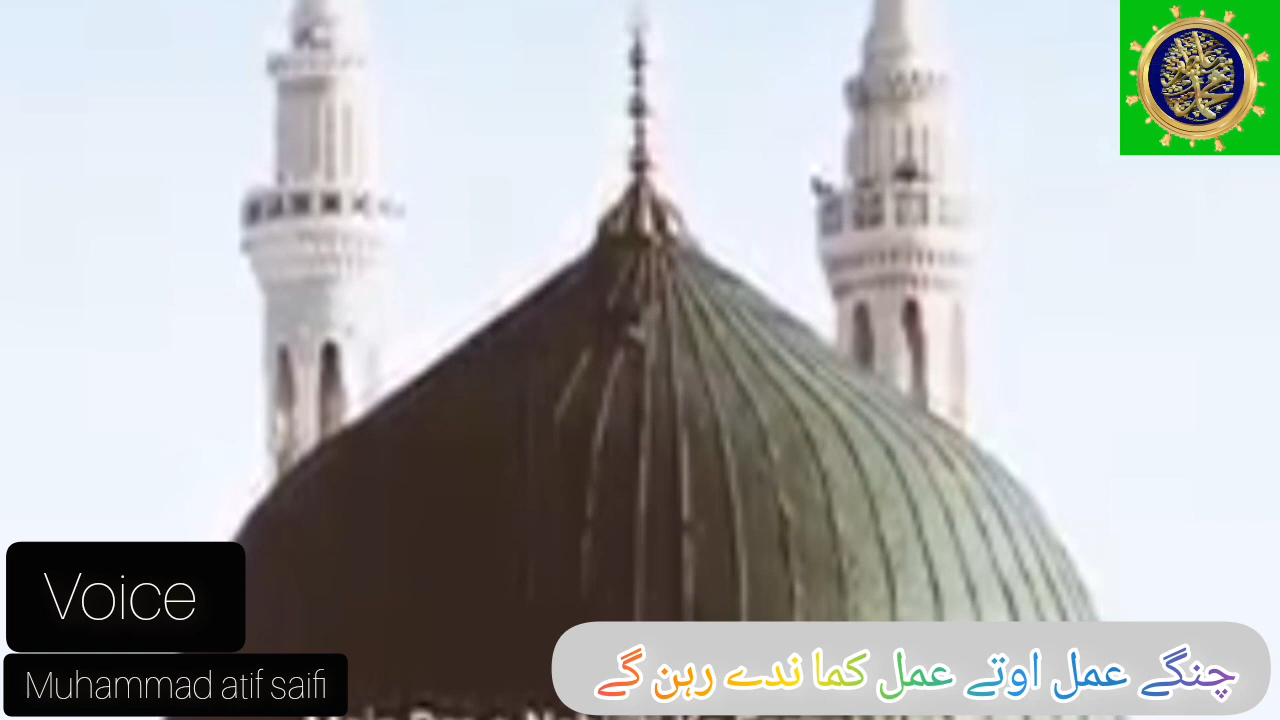 Voice
Muhammad atif saifi
چنگے عمل اوتے عمل کما ندے رہن گے